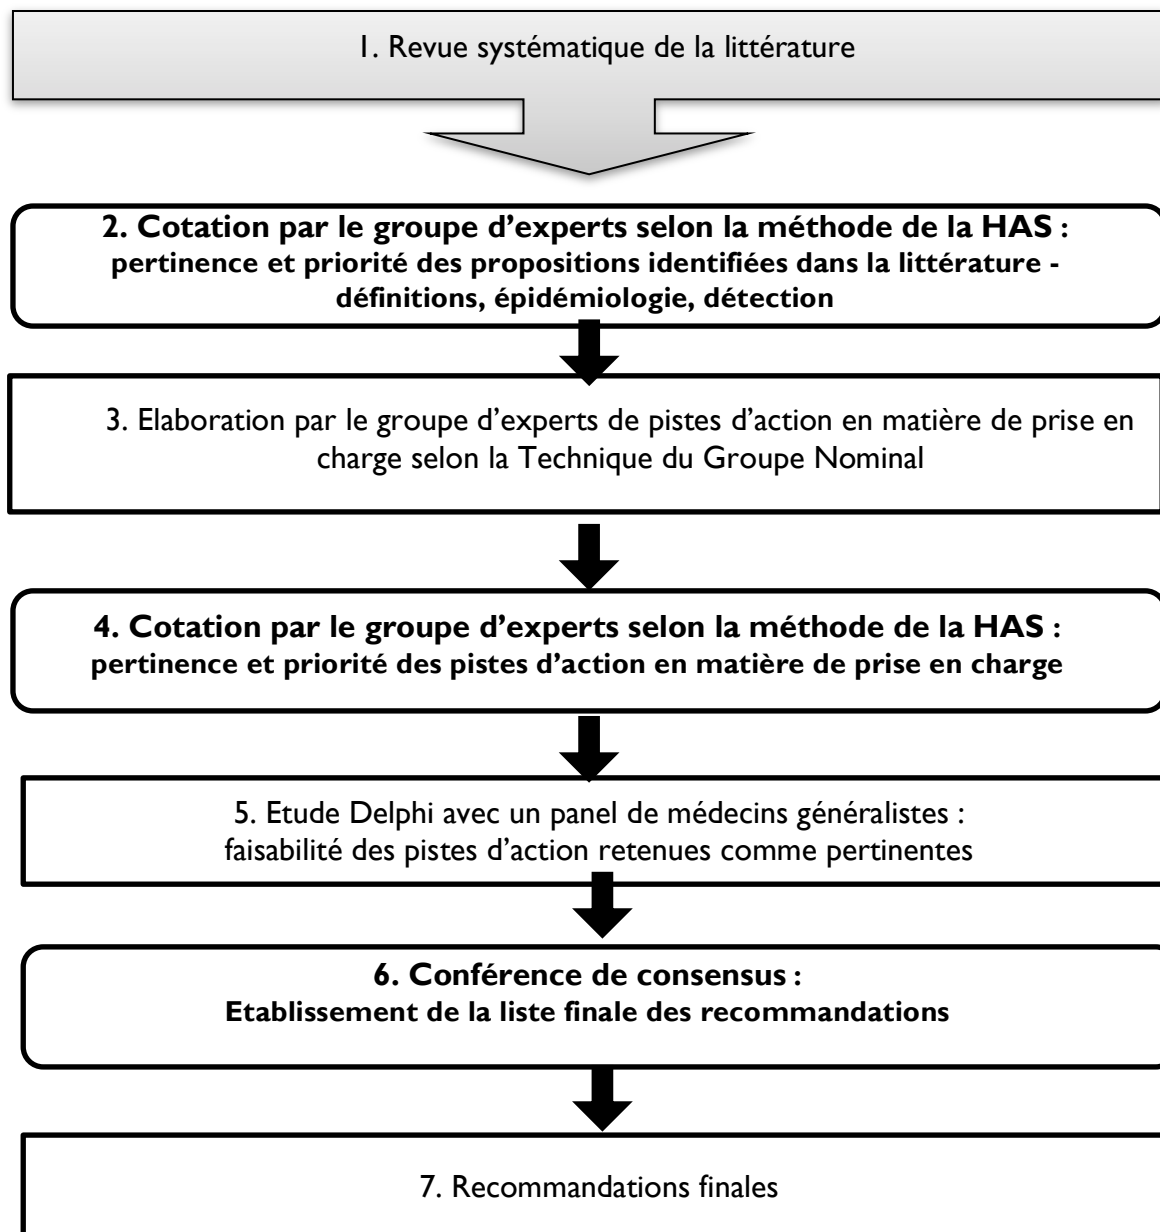 1. Revue systématique de la littérature
2. Cotation par le groupe d’experts selon la méthode de la HAS :
pertinence et priorité des propositions identifiées dans la littérature -
définitions, épidémiologie, détection
3. Elaboration par le groupe d’experts de pistes d’action en matière de prise en
charge selon la Technique du Groupe Nominal
4. Cotation par le groupe d’experts selon la méthode de la HAS :
pertinence et priorité des pistes d’action en matière de prise en charge
5. Etude Delphi avec un panel de médecins généralistes :
faisabilité des pistes d’action retenues comme pertinentes
6. Conférence de consensus :
Etablissement de la liste finale des recommandations
7. Recommandations finales